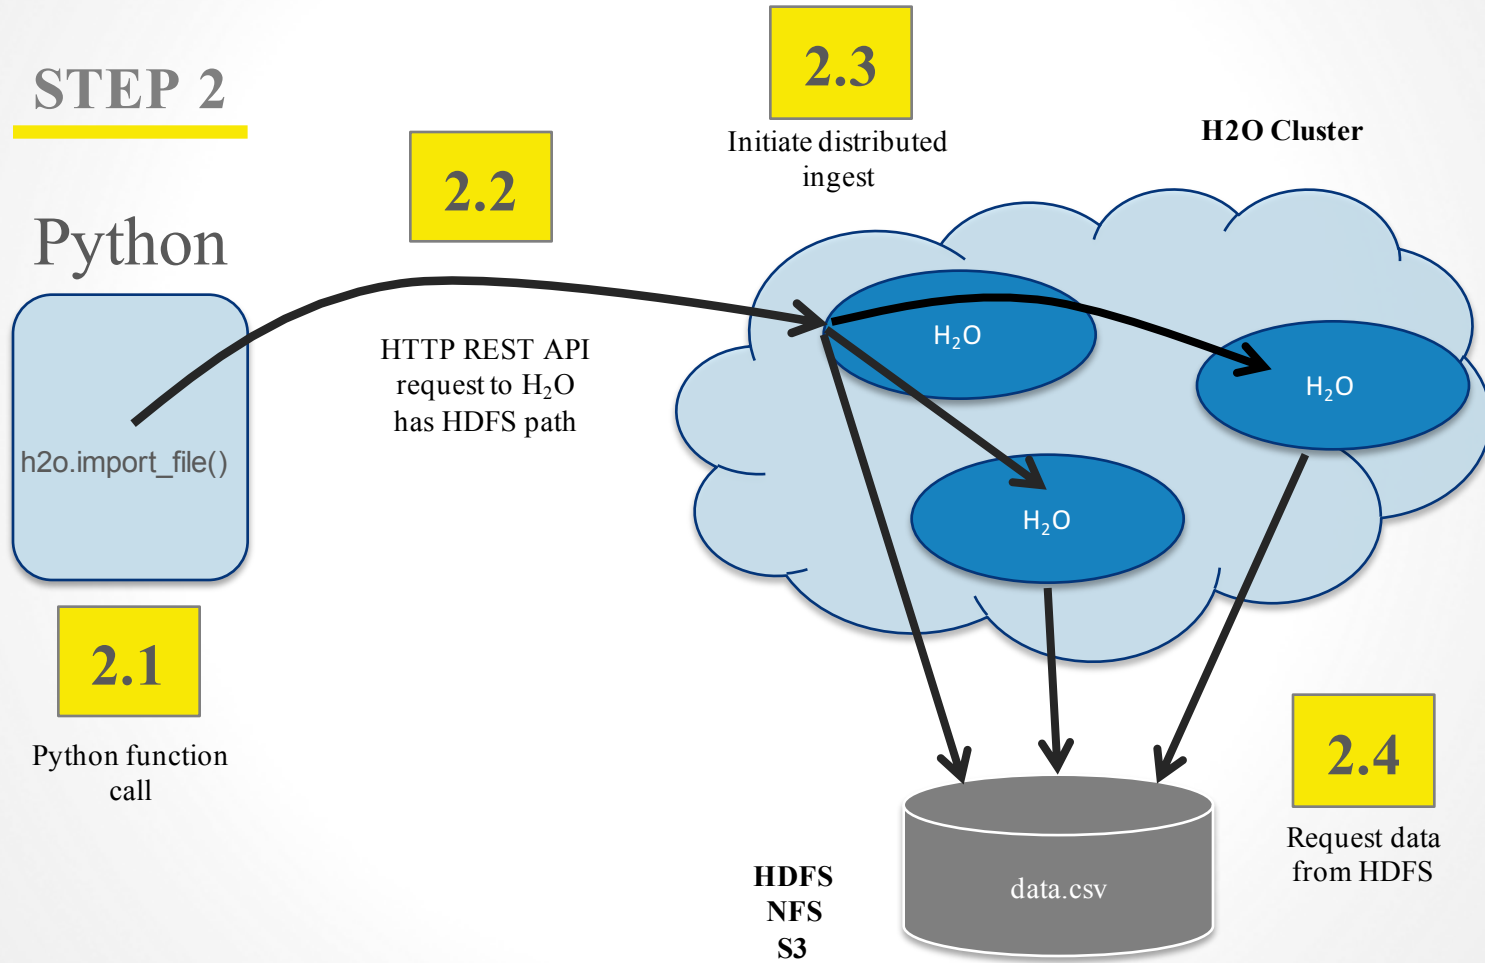 STEP 2
Python
h2o.import_file()
2.1
Python function
call
2.2
HTTP REST API
request to H₂O
has HDFS path
2.3
Initiate distributed
ingest
H2O Cluster
H₂O
H₂O
H₂O
2.4
Request data
from HDFS
HDFS
NFS
S3
data.csv